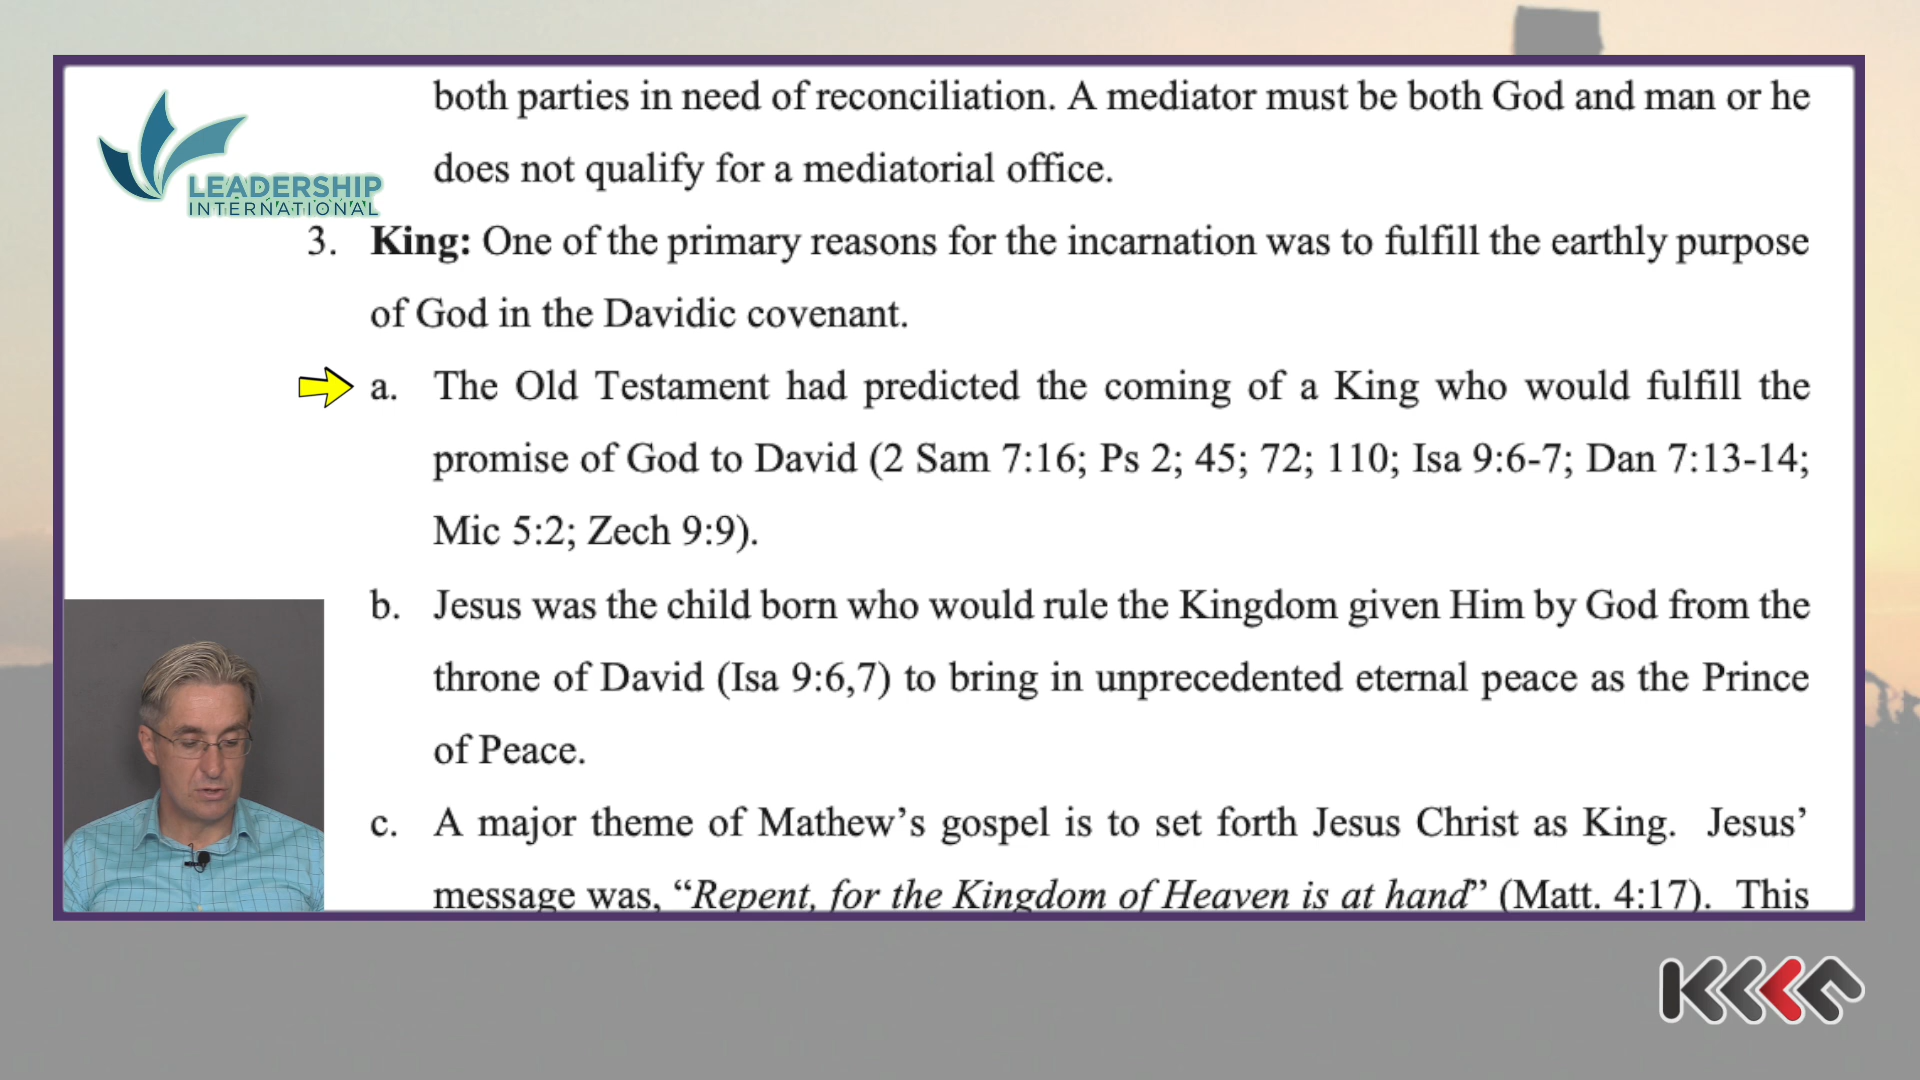 both parties in need of reconciliation. A mediator must be both God and man or he
does not qualify for a mediatorial office.
LEADERSHIP
INTERNATIONAL
3. King: One of the primary reasons for the incarnation was to fulfill the earthly purpose
of God in the Davidic covenant.
a. The Old Testament had predicted the coming of a King who would fulfill the
promise of God to David (2 Sam 7:16; Ps 2; 45; 72; 110; Isa 9:6-7; Dan 7:13-14;
Mic 5:2; Zech 9:9).
b. Jesus was the child born who would rule the Kingdom given Him by God from the
throne of David (Isa 9:6,7) to bring in unprecedented eternal peace as the Prince
of Peace.
c. A major theme of Mathew’s gospel is to set forth Jesus Christ as King. Jesus’
message was, “Repent, for the Kingdom of Heaven is at hand” (Matt. 4:17). This